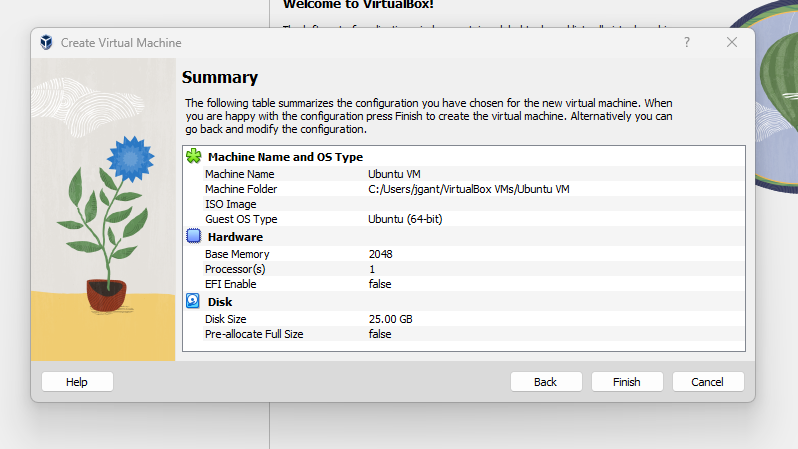 Welcome to VirtualBox!
Create Virtual Machine
?
Summary
The following table summarizes the configuration you have chosen for the new virtual machine. When
you are happy with the configuration press Finish to create the virtual machine. Alternatively you can
go back and modify the configuration.
Machine Name and OS Type
Machine Name Ubuntu VM
Machine Folder C:/Users/jgant/VirtualBox VMs/Ubuntu VM
ISO Image
Guest OS Type Ubuntu (64-bit)
Hardware
Base Memory 2048
Processor(s) 1
EFI Enable false
Disk
Disk Size 25.00 GB
Pre-allocate Full Size false
Help Back Finish Cancel